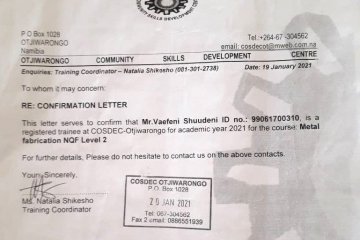 SKILLS DEVELOPMENT
P O Box 1028
OTJIWARONGO
Namibia
Tel: +264-67 -304562
email: cosdecot@mweb.com.na
OTJIWARONGO COMMUNITY SKILLS DEVELOPMENT CENTRE
Enquiries: Training Coordinator – Natalia Shikesho (081-301-2738) Date: 19 January 2021
To whom it may concern:
RE: CONFIRMATION LETTER
This letter serves to confirm that Mr.Vaefeni Shuudeni ID no.: 99061700310, is a
registered trainee at COSDEC-Otjiwarongo for academic year 2021 for the course: Metal
fabrication NQF Level 2
For further details, Please do not hesitate to contact us on the above contacts.
Yours Sincerely,
Ms. Natalia Shikesho
Training Coordinator
COSDEC OTJIWARONGO
P.O. Box 1028
20 JAN 2021
Tel: 067-304562
Fax 2 email: 0886551939